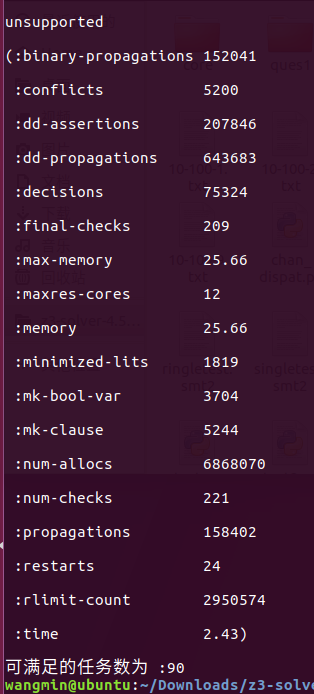 unsupported
(:binary-propagations 152041
:conflicts 5200
:dd-assertions 207846
:dd-propagations 643683
:decisions 75324
:final-checks 209
:max-memory 25.66
:maxres-cores 12
:memory 25.66
:minimized-lits 1819
:mk-bool-var 3704
:mk-clause 5244
:num-allocs 6868070
:num-checks 221
:propagations 158402
:restarts 24
:rlimit-count 2950574
:time 2.43)
可满足的任务数为 :90
wangmin@ubuntu:~/Downloads/z3-solve